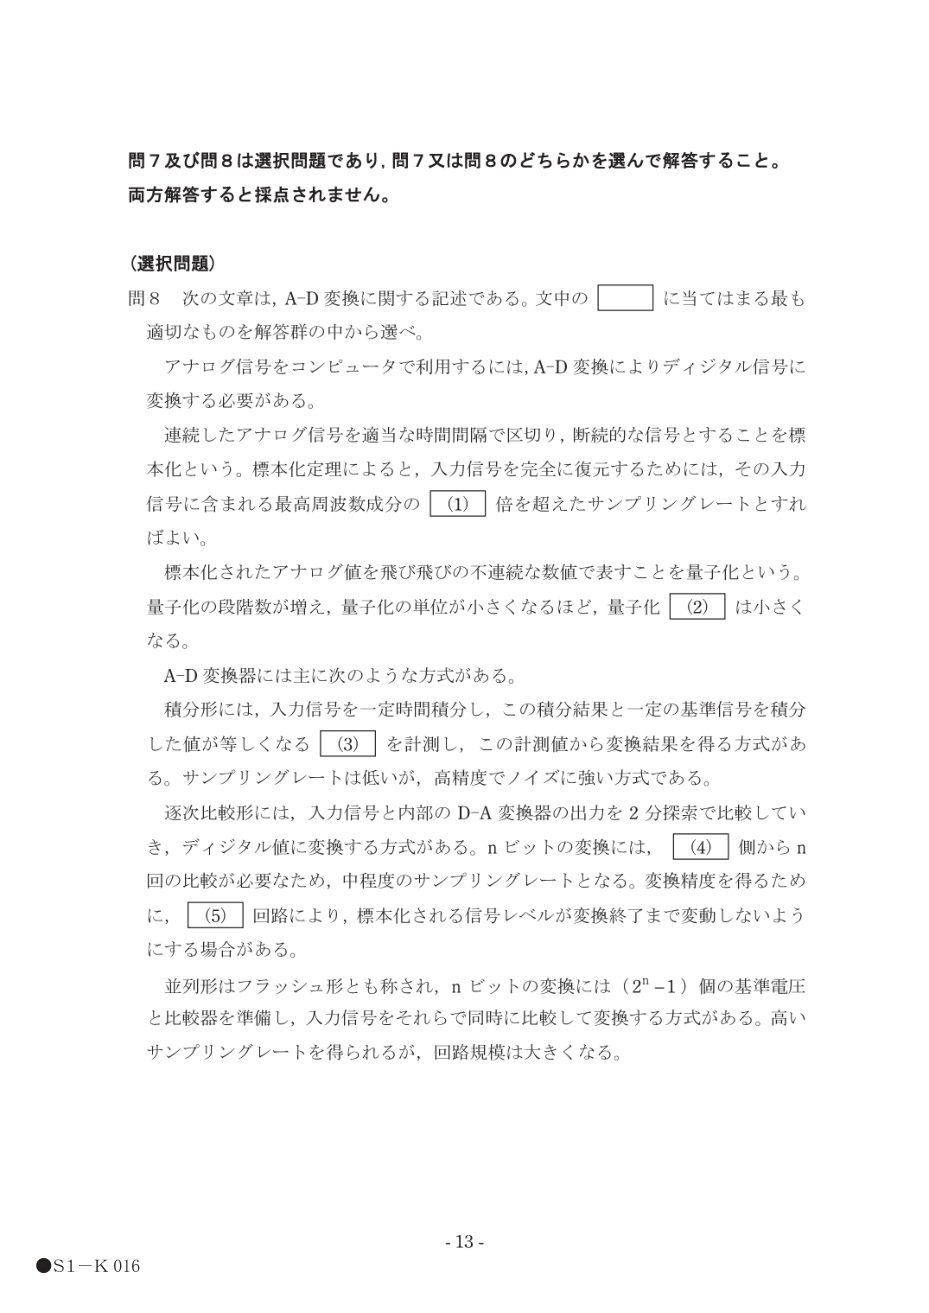 問７及び問８は選択問題であり，問７又は問８のどちらかを選んで解答すること。
両方解答すると採点されません。
（選択問題）
問８　次の文章は，A-D 変換に関する記述である。文中の　　　に当てはまる最も
適切なものを解答群の中から選べ。
アナログ信号をコンピュータで利用するには，A-D 変換によりディジタル信号に
変換する必要がある。
連続したアナログ信号を適当な時間間隔で区切り，断続的な信号とすることを標
本化という。標本化定理によると，入力信号を完全に復元するためには，その入力
信号に含まれる最高周波数成分の (1) 倍を超えたサンプリングレートとすれ
ばよい。
標本化されたアナログ値を飛び飛びの不連続な数値で表すことを量子化という。
量子化の段階数が増え，量子化の単位が小さくなるほど，量子化 (2) は小さく
なる。
A-D 変換器には主に次のような方式がある。
積分形には，入力信号を一定時間積分し，この積分結果と一定の基準信号を積分
した値が等しくなる (3) を計測し，この計測値から変換結果を得る方式があ
る。サンプリングレートは低いが，高精度でノイズに強い方式である。
逐次比較形には，入力信号と内部の D-A 変換器の出力を 2 分探索で比較してい
き，ディジタル値に変換する方式がある。n ビットの変換には， (4) 側から n
回の比較が必要なため，中程度のサンプリングレートとなる。変換精度を得るため
に， (5) 回路により，標本化される信号レベルが変換終了まで変動しないよう
にする場合がある。
並列形はフラッシュ形とも称され，n ビットの変換には（2ⁿ −1）個の基準電圧
と比較器を準備し，入力信号をそれらで同時に比較して変換する方式がある。高い
サンプリングレートを得られるが，回路規模は大きくなる。
- 13 -
●S1－K 016